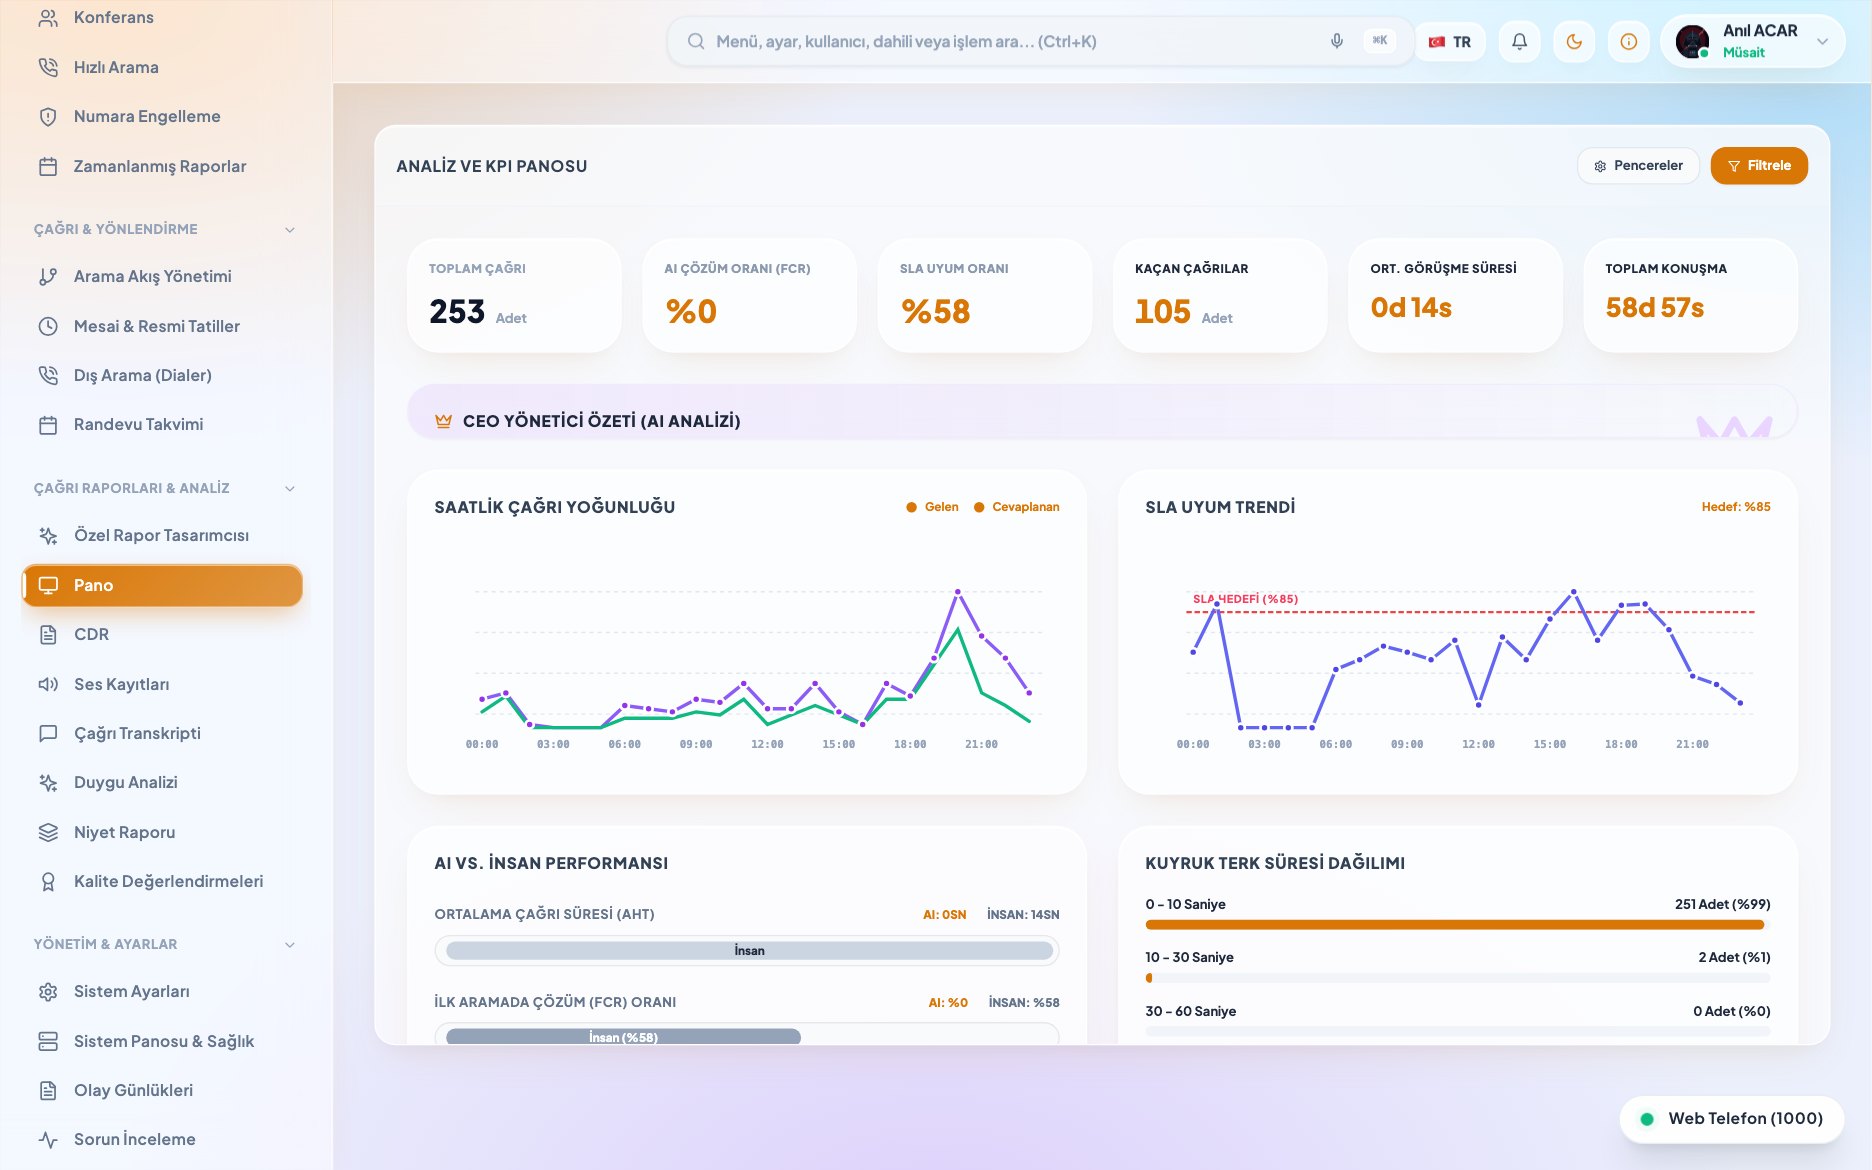 Konferans
Hızlı Arama
Numara Engelleme
Zamanlanmış Raporlar
ÇAĞRI & YÖNLENDİRME
Arama Akış Yönetimi
Mesai & Resmi Tatiller
Dış Arama (Dialer)
Randevu Takvimi
ÇAĞRI RAPORLARI & ANALİZ
Özel Rapor Tasarımcısı
Pano
CDR
Ses Kayıtları
Çağrı Transkripti
Duygu Analizi
Niyet Raporu
Kalite Değerlendirmeleri
YÖNETİM & AYARLAR
Sistem Ayarları
Sistem Panosu & Sağlık
Olay Günlükleri
Sorun İnceleme
Menü, ayar, kullanıcı, dahili veya işlem ara... (Ctrl+K)
⌘K
TR
Anıl ACAR
Müsait
ANALİZ VE KPI PANOSU
Pencereler
Filtrele
TOPLAM ÇAĞRI
253 Adet
AI ÇÖZÜM ORANI (FCR)
%0
SLA UYUM ORANI
%58
KAÇAN ÇAĞRILAR
105 Adet
ORT. GÖRÜŞME SÜRESİ
0d 14s
TOPLAM KONUŞMA
58d 57s
CEO YÖNETİCİ ÖZETİ (AI ANALİZİ)
SAATLİK ÇAĞRI YOĞUNLUĞU
Gelen Cevaplanan
00:00 03:00 06:00 09:00 12:00 15:00 18:00 21:00
SLA UYUM TRENDİ
Hedef: %85
SLA HEDEFİ (%85)
00:00 03:00 06:00 09:00 12:00 15:00 18:00 21:00
AI VS. İNSAN PERFORMANSI
ORTALAMA ÇAĞRI SÜRESİ (AHT) AI: 0SN İNSAN: 14SN
İnsan
İLK ARAMADA ÇÖZÜM (FCR) ORANI AI: %0 İNSAN: %58
İnsan (%58)
KUYRUK TERK SÜRESİ DAĞILIMI
0 - 10 Saniye 251 Adet (%99)
10 - 30 Saniye 2 Adet (%1)
30 - 60 Saniye 0 Adet (%0)
Web Telefon (1000)